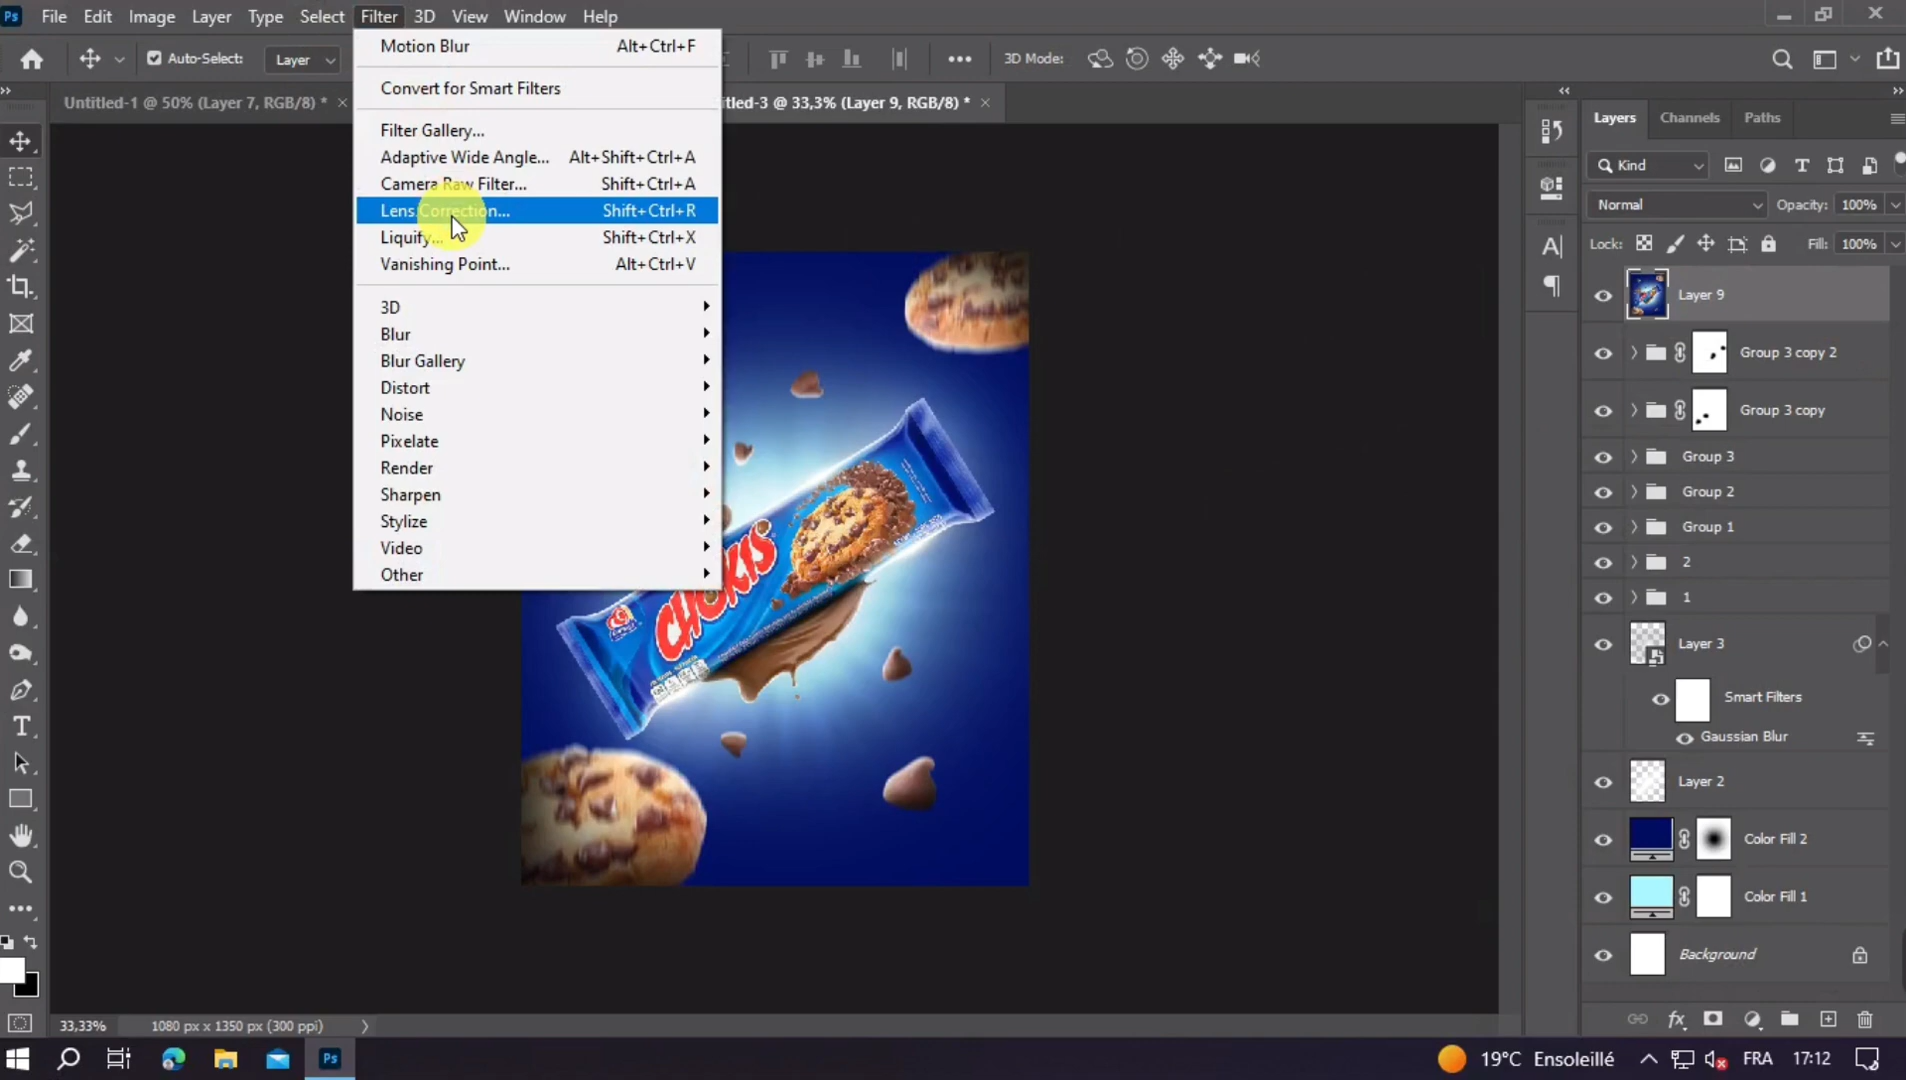 Ps File Edit Image Layer Type Select Filter 3D View Window Help
Auto-Select: Layer 3D Mode:
Untitled-1 @ 50% (Layer 7, RGB/8) * × titled-3 @ 33,3% (Layer 9, RGB/8) * ×
Motion Blur Alt+Ctrl+F
Convert for Smart Filters
Filter Gallery...
Adaptive Wide Angle... Alt+Shift+Ctrl+A
Camera Raw Filter... Shift+Ctrl+A
Lens Correction... Shift+Ctrl+R
Liquify... Shift+Ctrl+X
Vanishing Point... Alt+Ctrl+V
3D
Blur
Blur Gallery
Distort
Noise
Pixelate
Render
Sharpen
Stylize
Video
Other
CHOKIS
Layers Channels Paths
Kind
Normal Opacity: 100%
Lock: Fill: 100%
Layer 9
Group 3 copy 2
Group 3 copy
Group 3
Group 2
Group 1
2
1
Layer 3
Smart Filters
Gaussian Blur
Layer 2
Color Fill 2
Color Fill 1
Background
33,33% 1080 px x 1350 px (300 ppi)
Ps 19°C Ensoleillé FRA 17:12